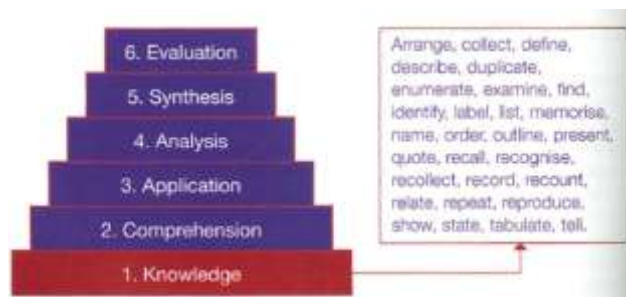 6. Evaluation
5. Synthesis
4. Analysis
3. Application
2. Comprehension
1. Knowledge
Arrange, collect, define,
describe, duplicate,
enumerate, examine, find,
identify, label, list, memorise,
name, order, outline, present,
quote, recall, recognise,
recollect, record, recount,
relate, repeat, reproduce,
show, state, tabulate, tell.